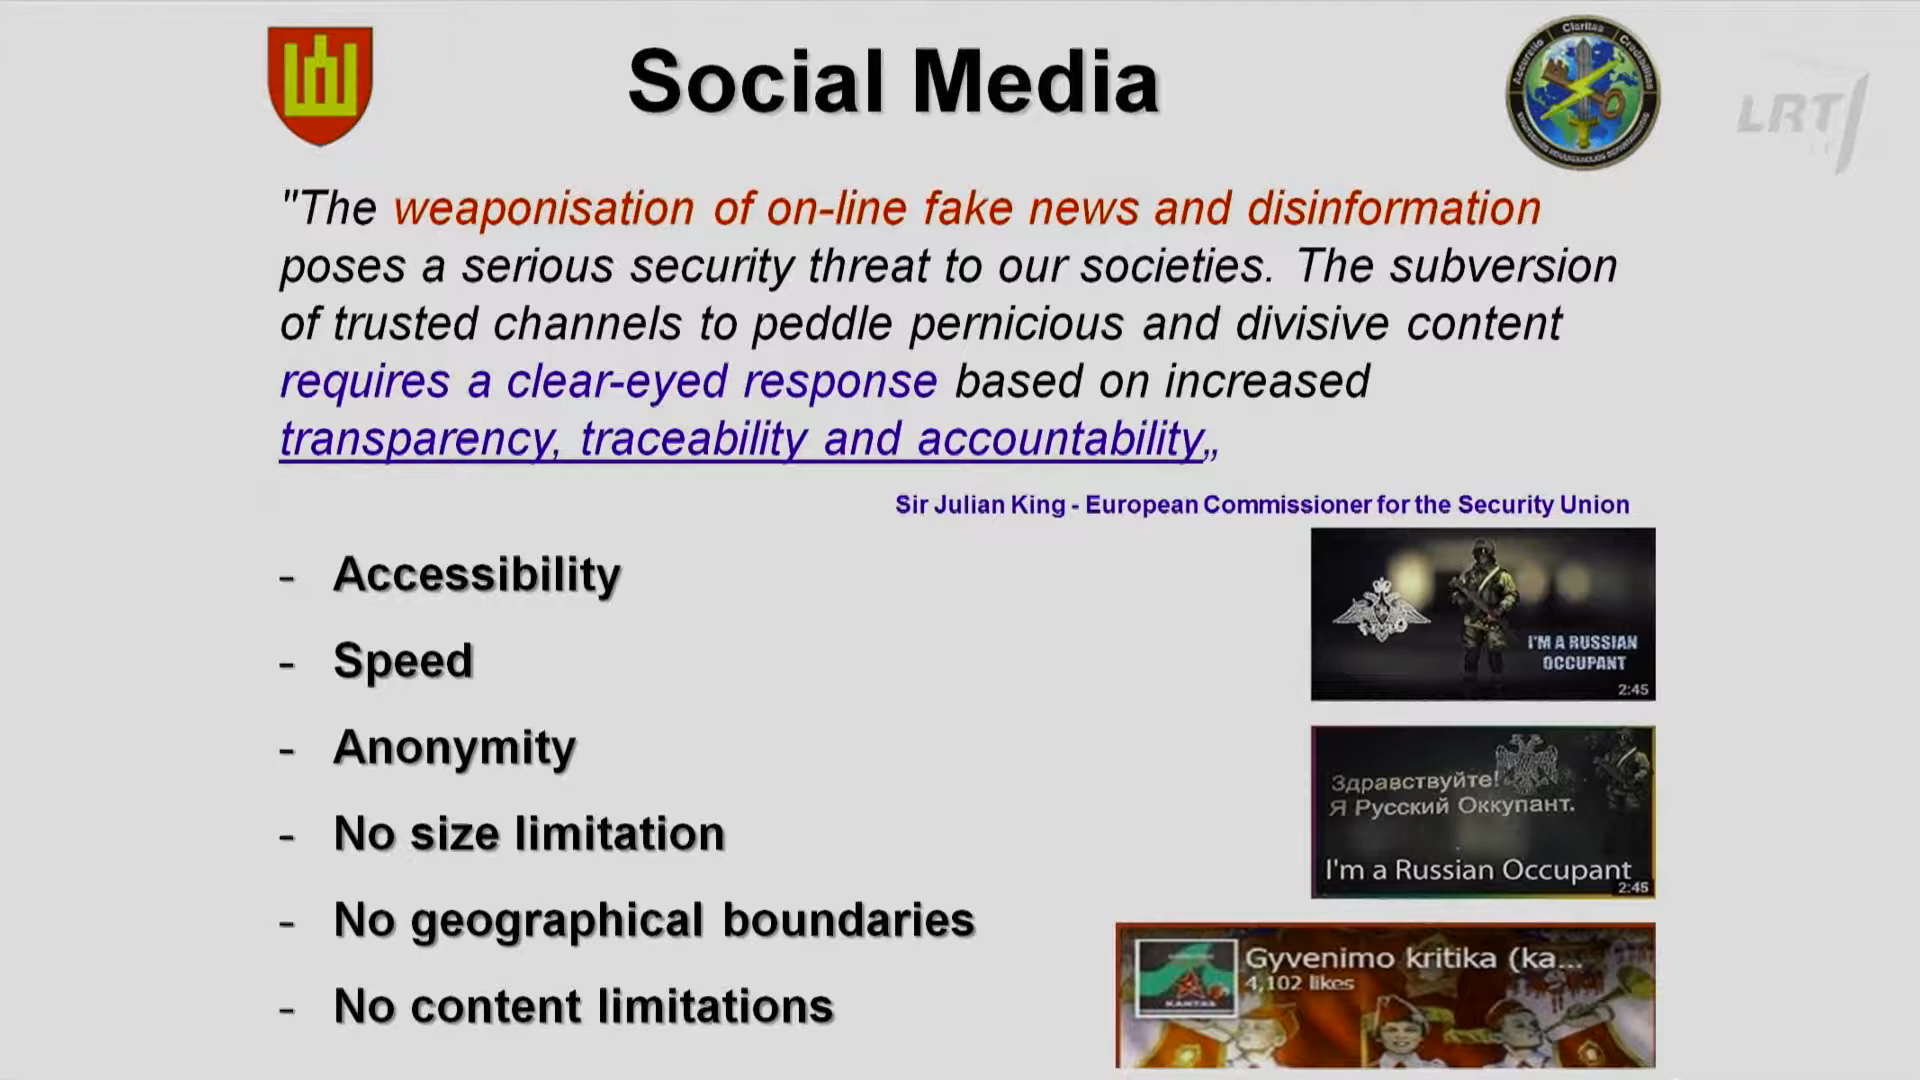 Social Media
Accuratio Claritas Credibilitas
LRT
"The weaponisation of on-line fake news and disinformation
poses a serious security threat to our societies. The subversion
of trusted channels to peddle pernicious and divisive content
requires a clear-eyed response based on increased
transparency, traceability and accountability„
Sir Julian King - European Commissioner for the Security Union
- Accessibility
- Speed
- Anonymity
- No size limitation
- No geographical boundaries
- No content limitations
I'M A RUSSIAN
OCCUPANT
2:45
Здравствуйте!
Я Русский Оккупант.
I'm a Russian Occupant
2:45
Gyvenimo kritika (ka...
4,102 likes